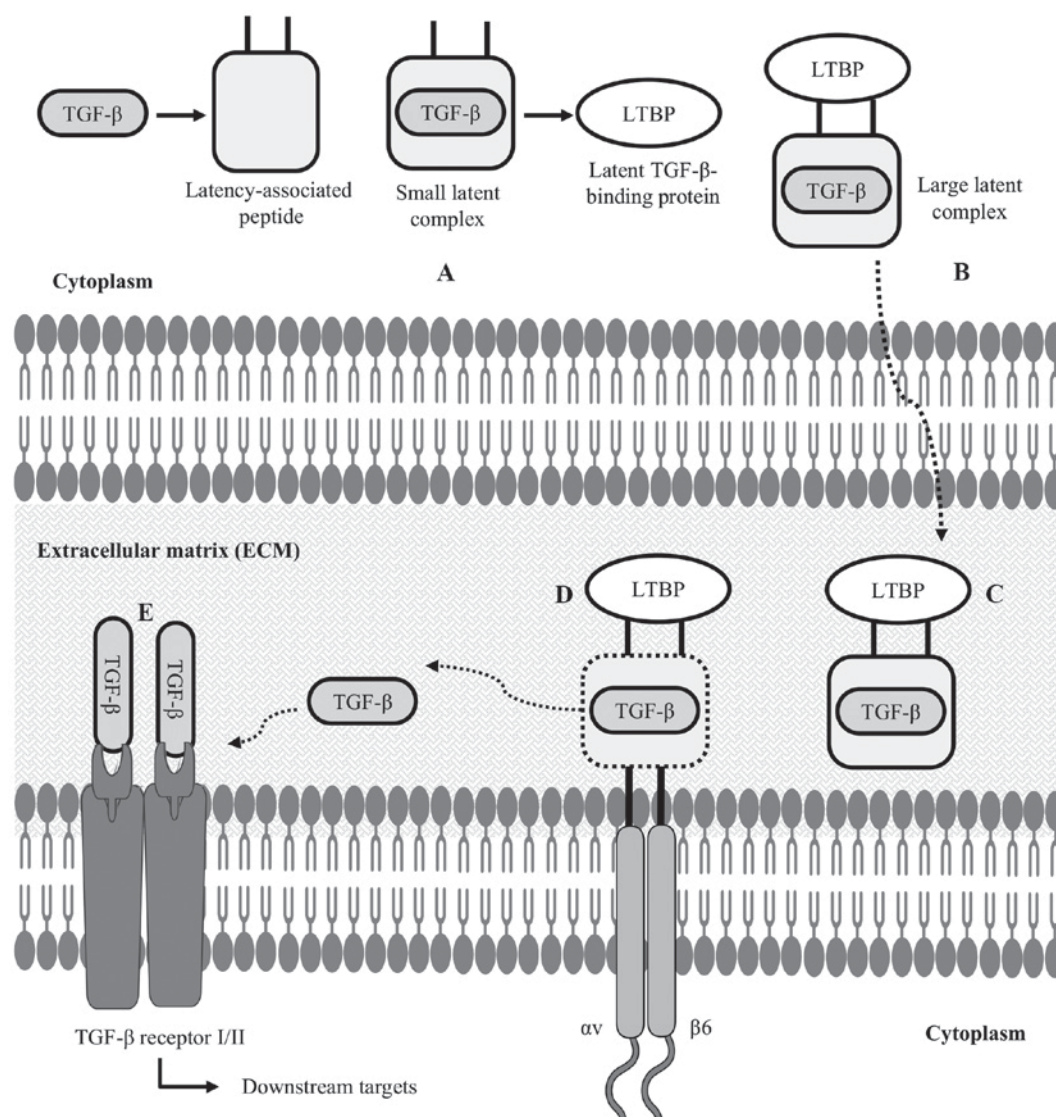 TGF-β
Latency-associated
peptide
TGF-β
Small latent
complex
LTBP
Latent TGF-β-
binding protein
LTBP
TGF-β
Large latent
complex
A
B
Cytoplasm
Extracellular matrix (ECM)
E
TGF-β
TGF-β
TGF-β
D
LTBP
TGF-β
LTBP
C
TGF-β
TGF-β receptor I/II
Downstream targets
αv
β6
Cytoplasm